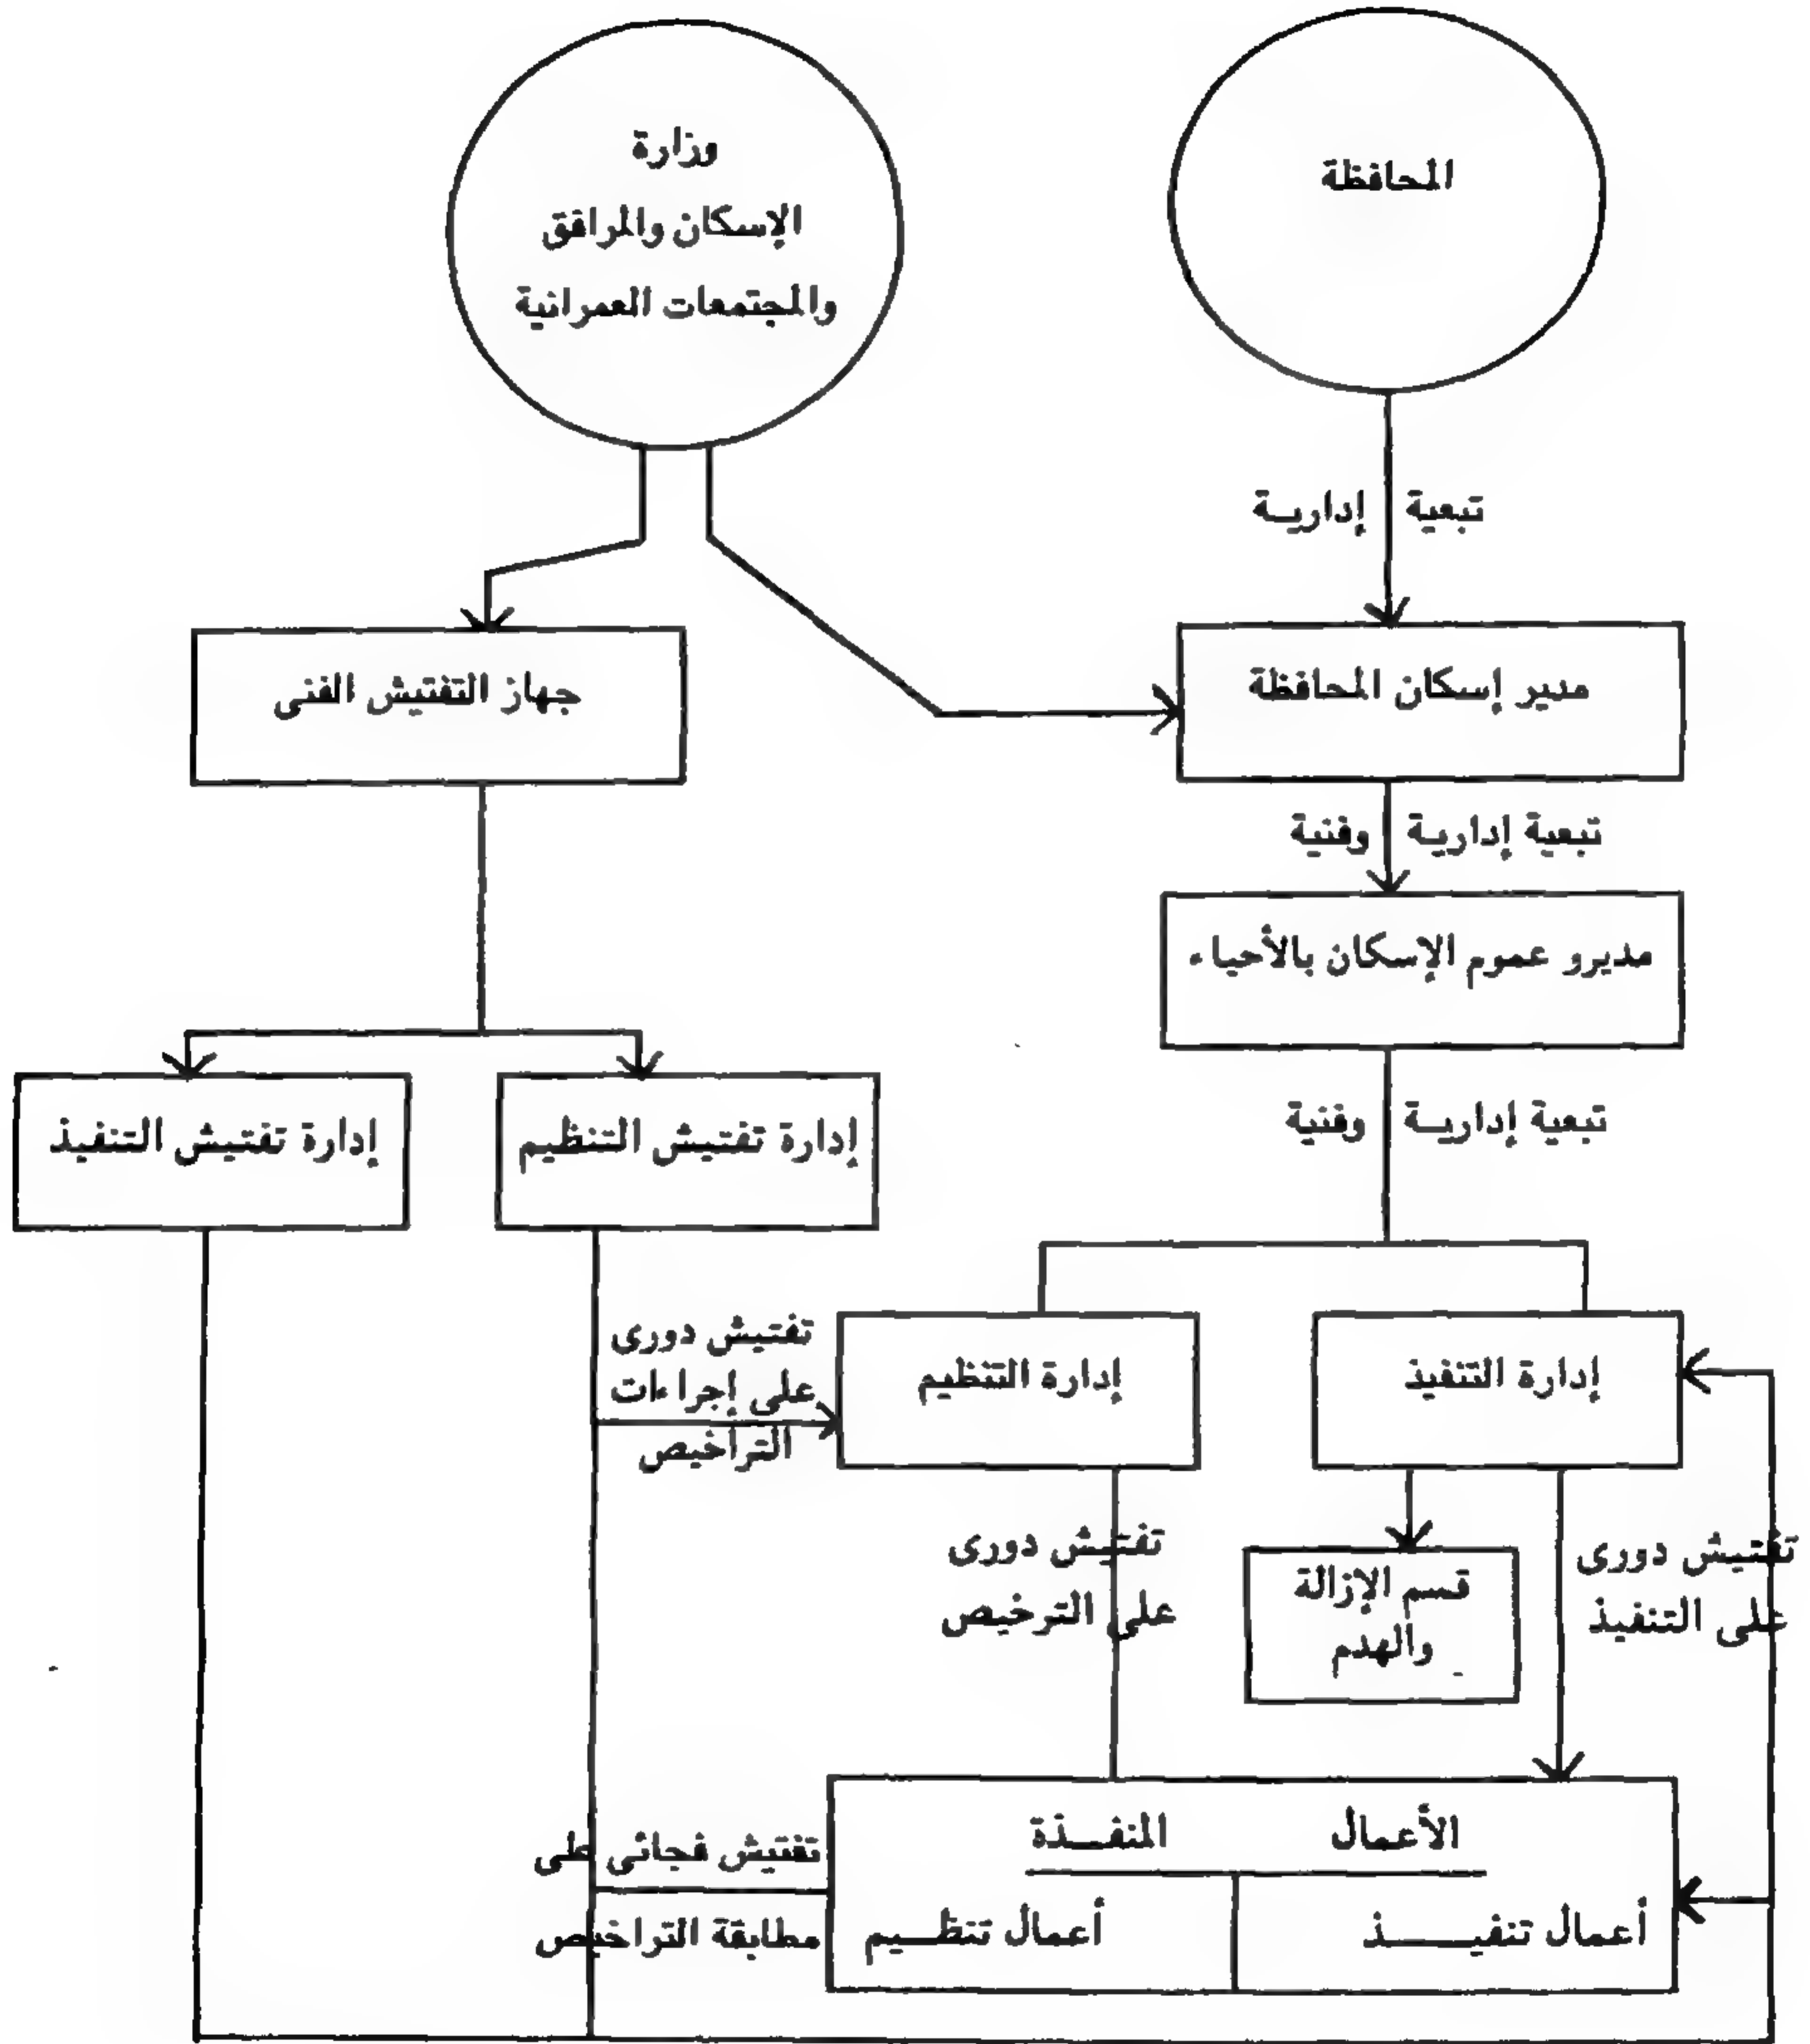 المحافظة
وزارة
الإسكان والمرافق
والمجتمعات العمرانية
تبعية إدارية
مدير إسكان المحافظة
جهاز التفتيش الفنى
تبعية إدارية وفنية
مديرو عموم الإسكان بالأحياء
إدارة تفتيش التنظيم
إدارة تفتيش التنفيذ
تبعية إدارية وفنية
إدارة التنفيذ
إدارة التنظيم
تفتيش دورى
على إجراءات
التراخيص
تفتيش دورى
على التنفيذ
قسم الإزالة
والهدم
تفتيش دورى
على الترخيص
الأعمال المنفـذة
أعمال تنفيـــــــذ
أعمال تنظـــيم
تفتيش فجائى على
مطابقة التراخيص